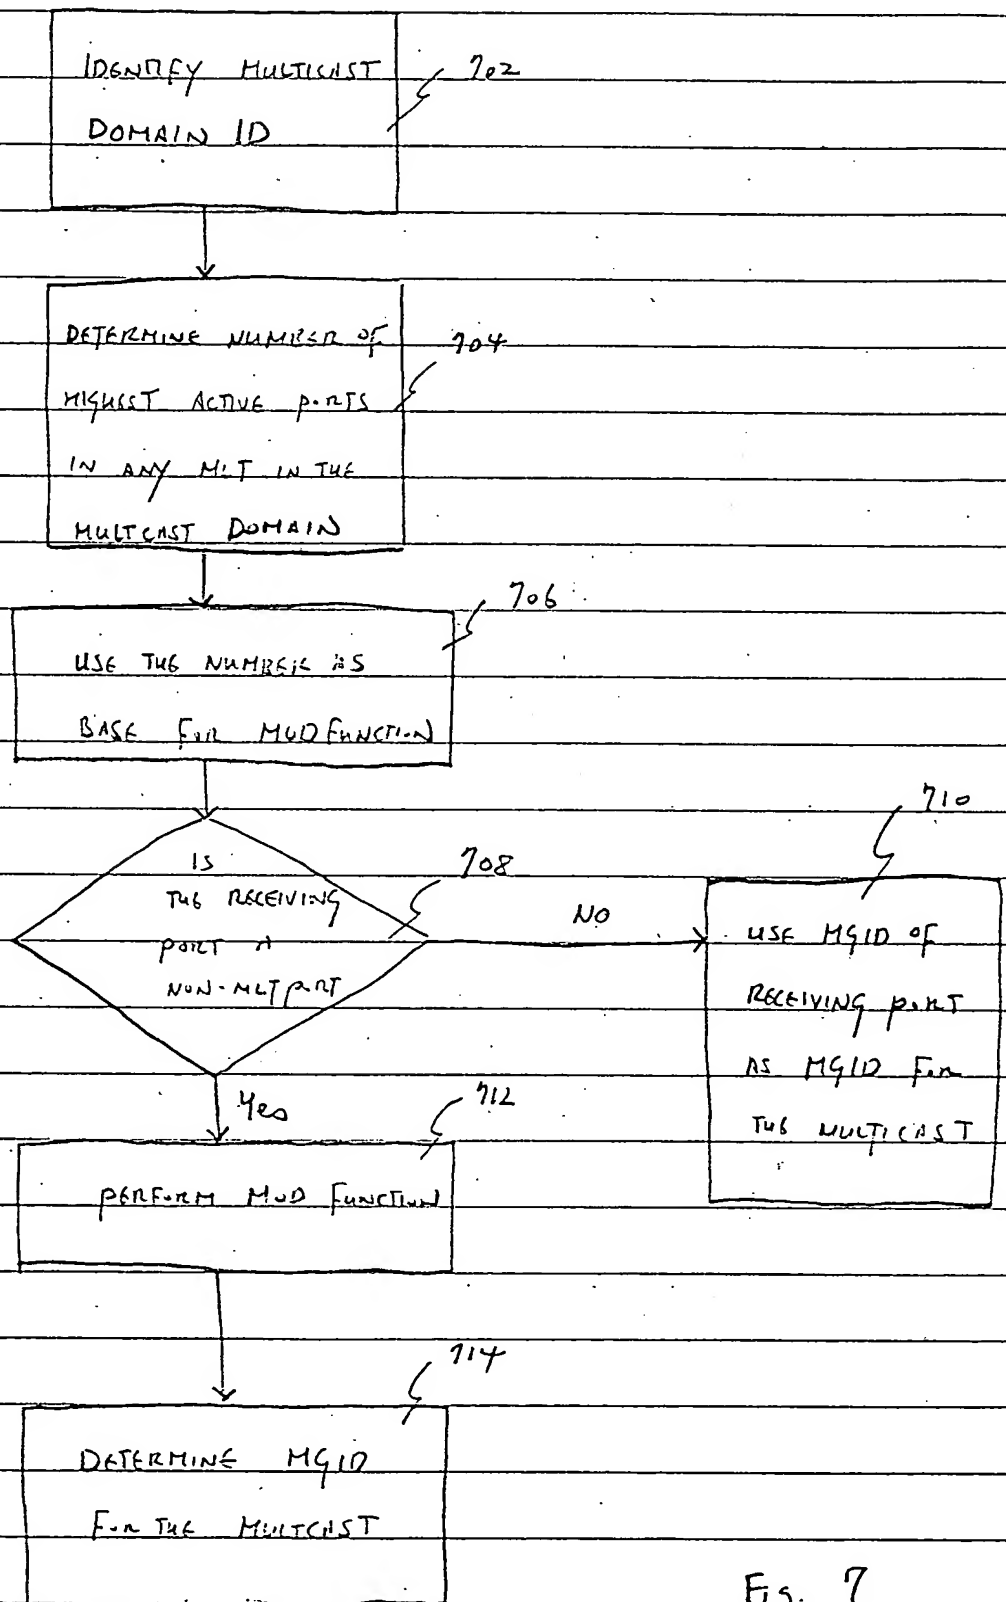 IDENTIFY MULTICAST
702
DOMAIN ID
DETERMINE NUMBER OF
704
HIGHEST ACTIVE PORTS
IN ANY MLT IN THE
MULTCAST DOMAIN
706
USE THE NUMBER AS
BASE FOR MOD FUNCTION
708
IS
THE RECEIVING
PORT A
NON-MLT PORT
NO
710
USE MGID OF
RECEIVING PORT
AS MGID FOR
THE MULTICAST
Yes
712
PERFORM MOD FUNCTION
714
DETERMINE MGID
FOR THE MULTCAST
FIG. 7